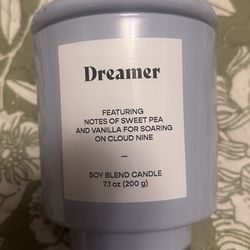 Dreamer
FEATURING
NOTES OF SWEET PEA
AND VANILLA FOR SOARING
ON CLOUD NINE
—
SOY BLEND CANDLE
7.1 oz (200 g)